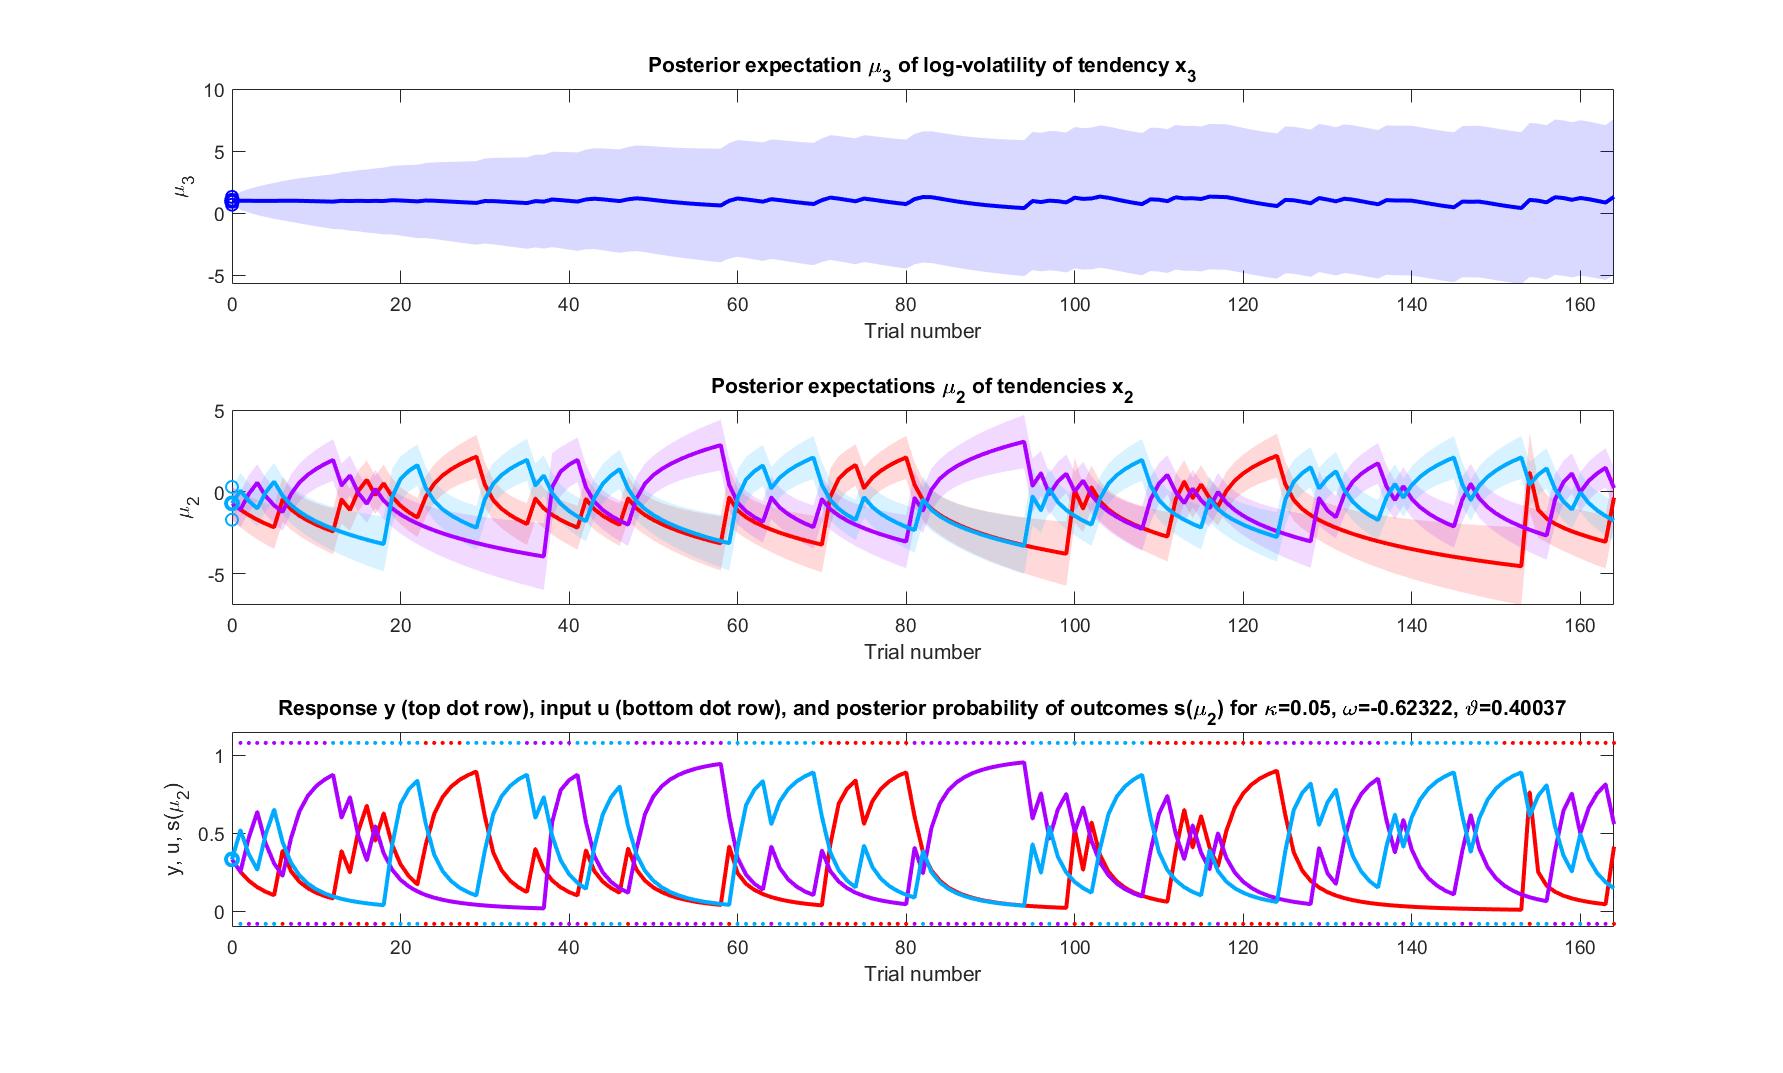 Posterior expectation μ3 of log-volatility of tendency x3
10
5
0
-5
μ3
0 20 40 60 80 100 120 140 160
Trial number
Posterior expectations μ2 of tendencies x2
5
0
-5
μ2
0 20 40 60 80 100 120 140 160
Trial number
Response y (top dot row), input u (bottom dot row), and posterior probability of outcomes s(μ2) for κ=0.05, ω=-0.62322, ϑ=0.40037
1
0.5
0
y, u, s(μ2)
0 20 40 60 80 100 120 140 160
Trial number